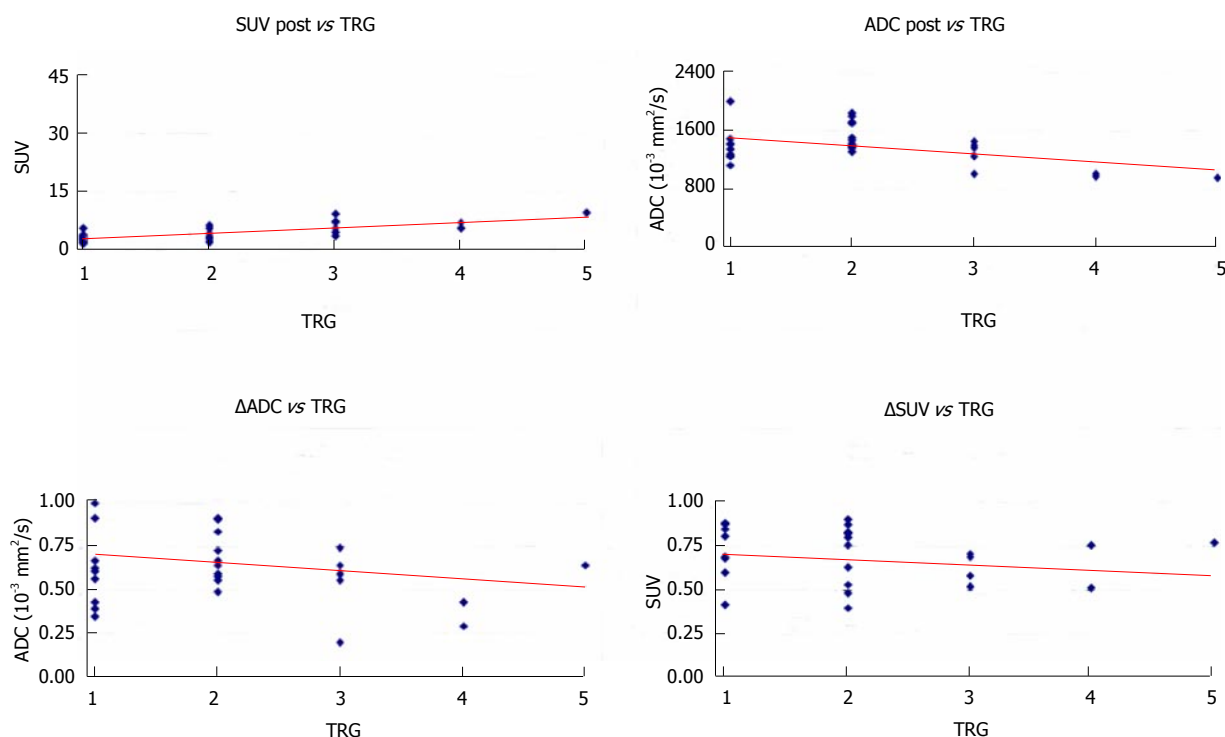 SUV post vs TRG
45
30
15
0
SUV
1 2 3 4 5
TRG
ADC post vs TRG
2400
1600
800
0
ADC (10⁻³ mm²/s)
1 2 3 4 5
TRG
ΔADC vs TRG
1.00
0.75
0.50
0.25
0.00
ADC (10⁻³ mm²/s)
1 2 3 4 5
TRG
ΔSUV vs TRG
1.00
0.75
0.50
0.25
0.00
SUV
1 2 3 4 5
TRG